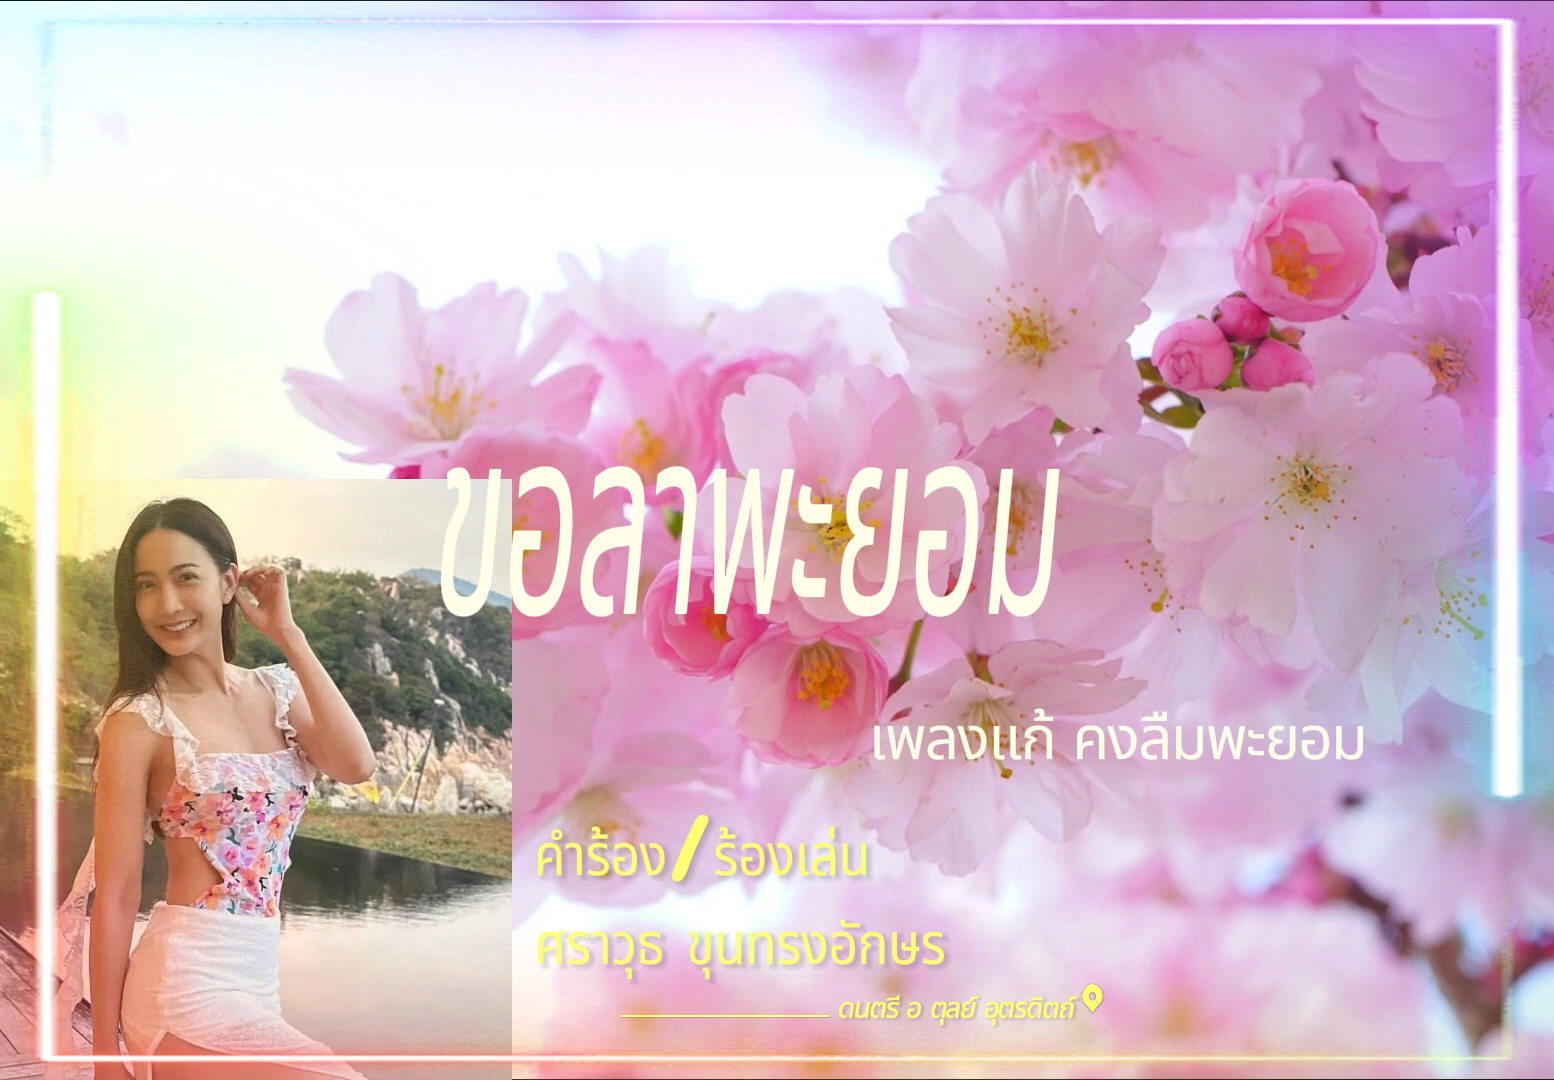 ขอลาพะยอม
เพลงแก้ คงลืมพะยอม
คำร้อง/ร้องเล่น
ศราวุธ ขุนทรงอักษร
ดนตรี อ ตุลย์ อุตรดิตถ์